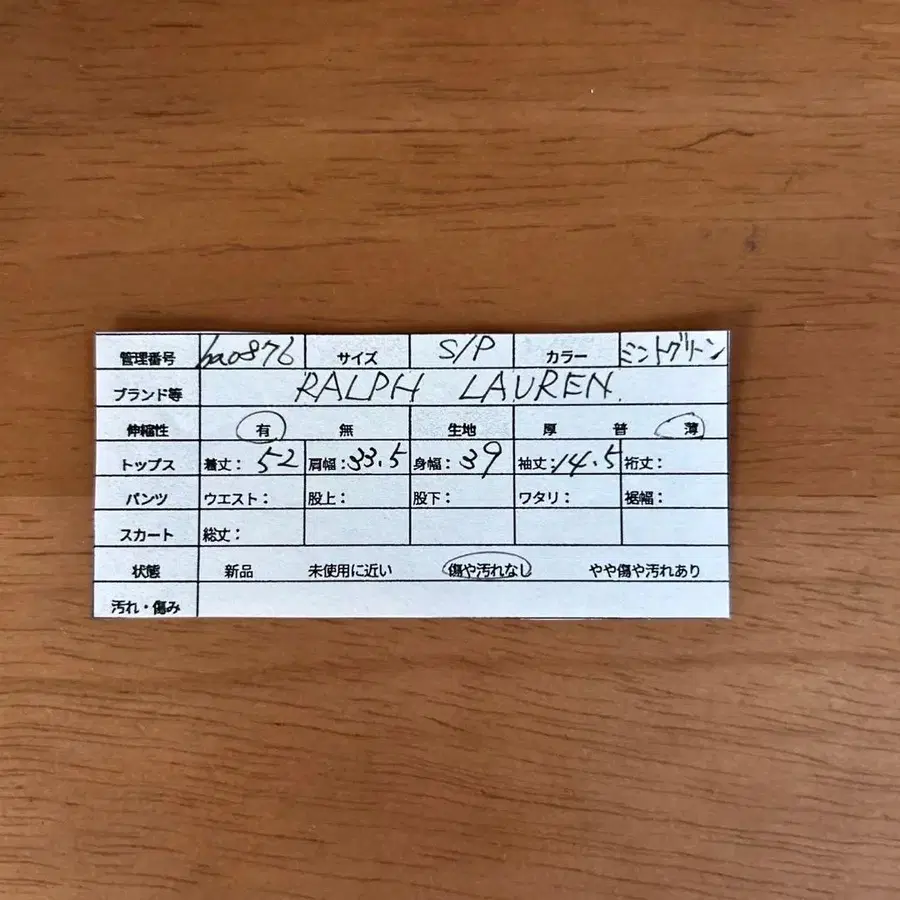 管理番号 bao876 サイズ S/P カラー ミントグリーン
ブランド等 RALPH LAUREN.
伸縮性 有 無 生地 厚 普 薄
トップス 着丈: 52 肩幅: 33.5 身幅: 39 袖丈: 14.5 裄丈:
パンツ ウエスト: 股上: 股下: ワタリ: 裾幅:
スカート 総丈:
状態 新品 未使用に近い 傷や汚れなし やや傷や汚れあり
汚れ・傷み